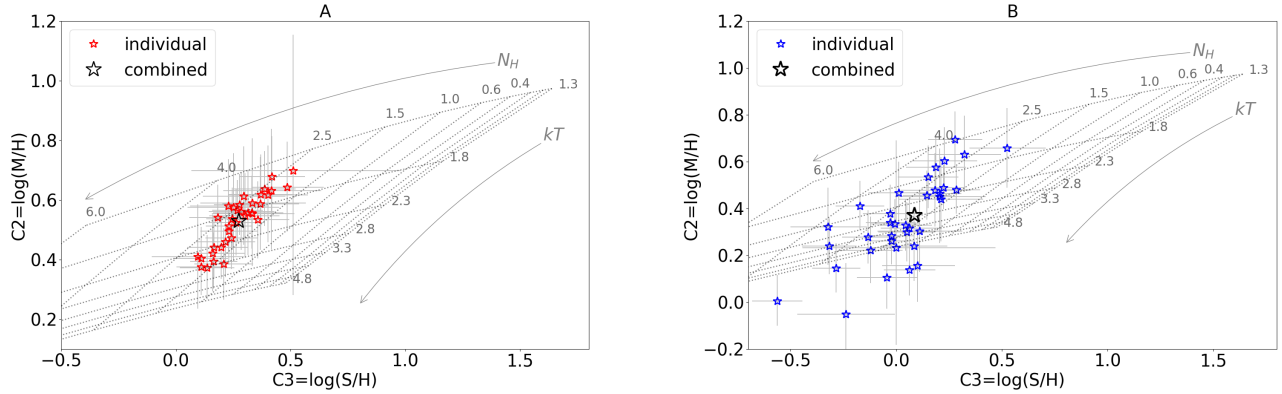 A
individual
combined
N_H
kT
1.3
0.4
0.6
1.0
1.5
2.5
4.0
6.0
1.8
2.3
2.8
3.3
4.8
1.2
1.0
0.8
0.6
0.4
0.2
C2=log(M/H)
−0.5 0.0 0.5 1.0 1.5
C3=log(S/H)
B
individual
combined
N_H
kT
1.3
0.4
0.6
1.0
1.5
2.5
4.0
6.0
1.8
2.3
2.8
3.3
4.8
1.2
1.0
0.8
0.6
0.4
0.2
0.0
−0.2
C2=log(M/H)
−0.5 0.0 0.5 1.0 1.5
C3=log(S/H)